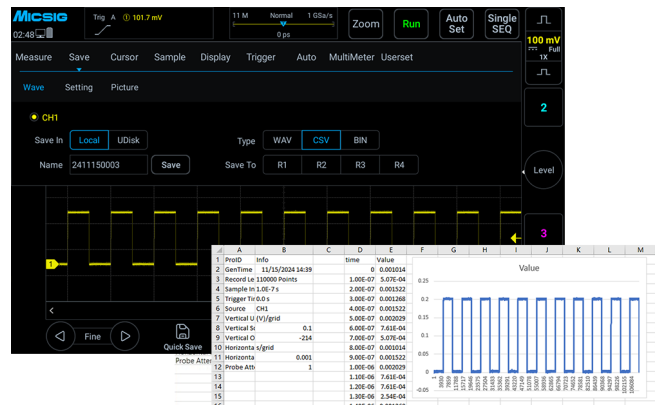 Micsig
Trig A ① 101.7 mV
11 M Normal 1 GSa/s
0 ps
02:48
Zoom
Run
Auto Set
Single SEQ
100 mV
Full
1X
Measure Save Cursor Sample Display Trigger Auto MultiMeter Userset
Wave Setting Picture
CH1
Save In Local UDisk Type WAV CSV BIN
Name 2411150003 Save Save To R1 R2 R3 R4
2
Level
3
1
Fine
Quick Save
A B C D E F G H I J K L M
1 ProID Info time Value
2 GenTime 11/15/2024 14:39 0 0.001014
3 Record Le 110000 Points 1.00E-07 5.07E-04
4 Sample In 1.0E-7 s 2.00E-07 0.001522
5 Trigger Ti 0.0 s 3.00E-07 0.001268
6 Source CH1 4.00E-07 0.001522
7 Vertical U (V)/grid 5.00E-07 0.002029
8 Vertical Sc 0.1 6.00E-07 7.61E-04
9 Vertical O -214 7.00E-07 5.07E-04
10 Horizonta s/grid 8.00E-07 0.001014
11 Horizonta 0.001 9.00E-07 0.001522
12 Probe Att 1 1.00E-06 0.002029
13 1.10E-06 7.61E-04
14 1.20E-06 7.61E-04
15 1.30E-06 2.54E-04
Probe Atter
Value
0.25
0.2
0.15
0.1
0.05
0
-0.05